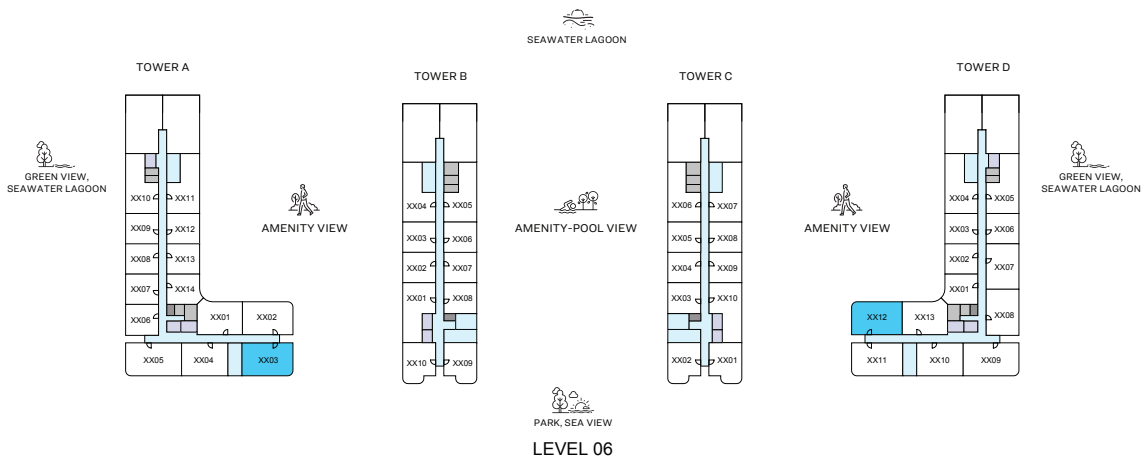 SEAWATER LAGOON
TOWER A
TOWER B
TOWER C
TOWER D
GREEN VIEW,
SEAWATER LAGOON
AMENITY VIEW
AMENITY-POOL VIEW
AMENITY VIEW
GREEN VIEW,
SEAWATER LAGOON
XX10 XX11
XX09 XX12
XX08 XX13
XX07 XX14
XX06 XX01 XX02
XX05 XX04 XX03
XX04 XX05
XX03 XX06
XX02 XX07
XX01 XX08
XX10 XX09
XX06 XX07
XX05 XX08
XX04 XX09
XX03 XX10
XX02 XX01
XX04 XX05
XX03 XX06
XX02 XX07
XX01
XX12 XX13 XX08
XX11 XX10 XX09
PARK, SEA VIEW
LEVEL 06